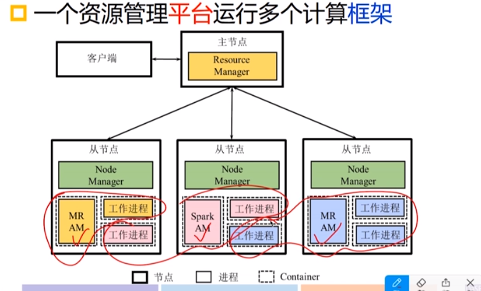 一个资源管理平台运行多个计算框架
客户端
主节点
Resource
Manager
从节点
Node
Manager
MR
AM
工作进程
工作进程
从节点
Node
Manager
Spark
AM
工作进程
工作进程
从节点
Node
Manager
MR
AM
工作进程
工作进程
节点
进程
Container